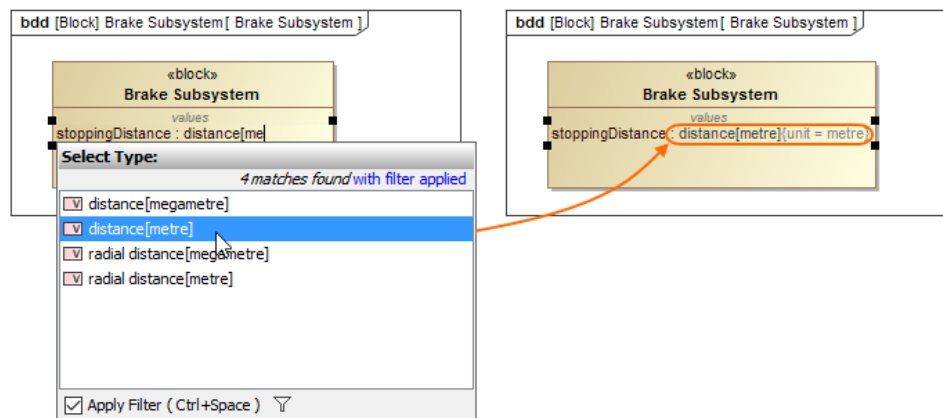 bdd [Block] Brake Subsystem[ Brake Subsystem ]
«block»
Brake Subsystem
values
stoppingDistance : distance[me
Select Type:
4 matches found with filter applied
distance[megametre]
distance[metre]
radial distance[megametre]
radial distance[metre]
Apply Filter ( Ctrl+Space )
bdd [Block] Brake Subsystem[ Brake Subsystem ]
«block»
Brake Subsystem
values
stoppingDistance : distance[metre]{unit = metre}